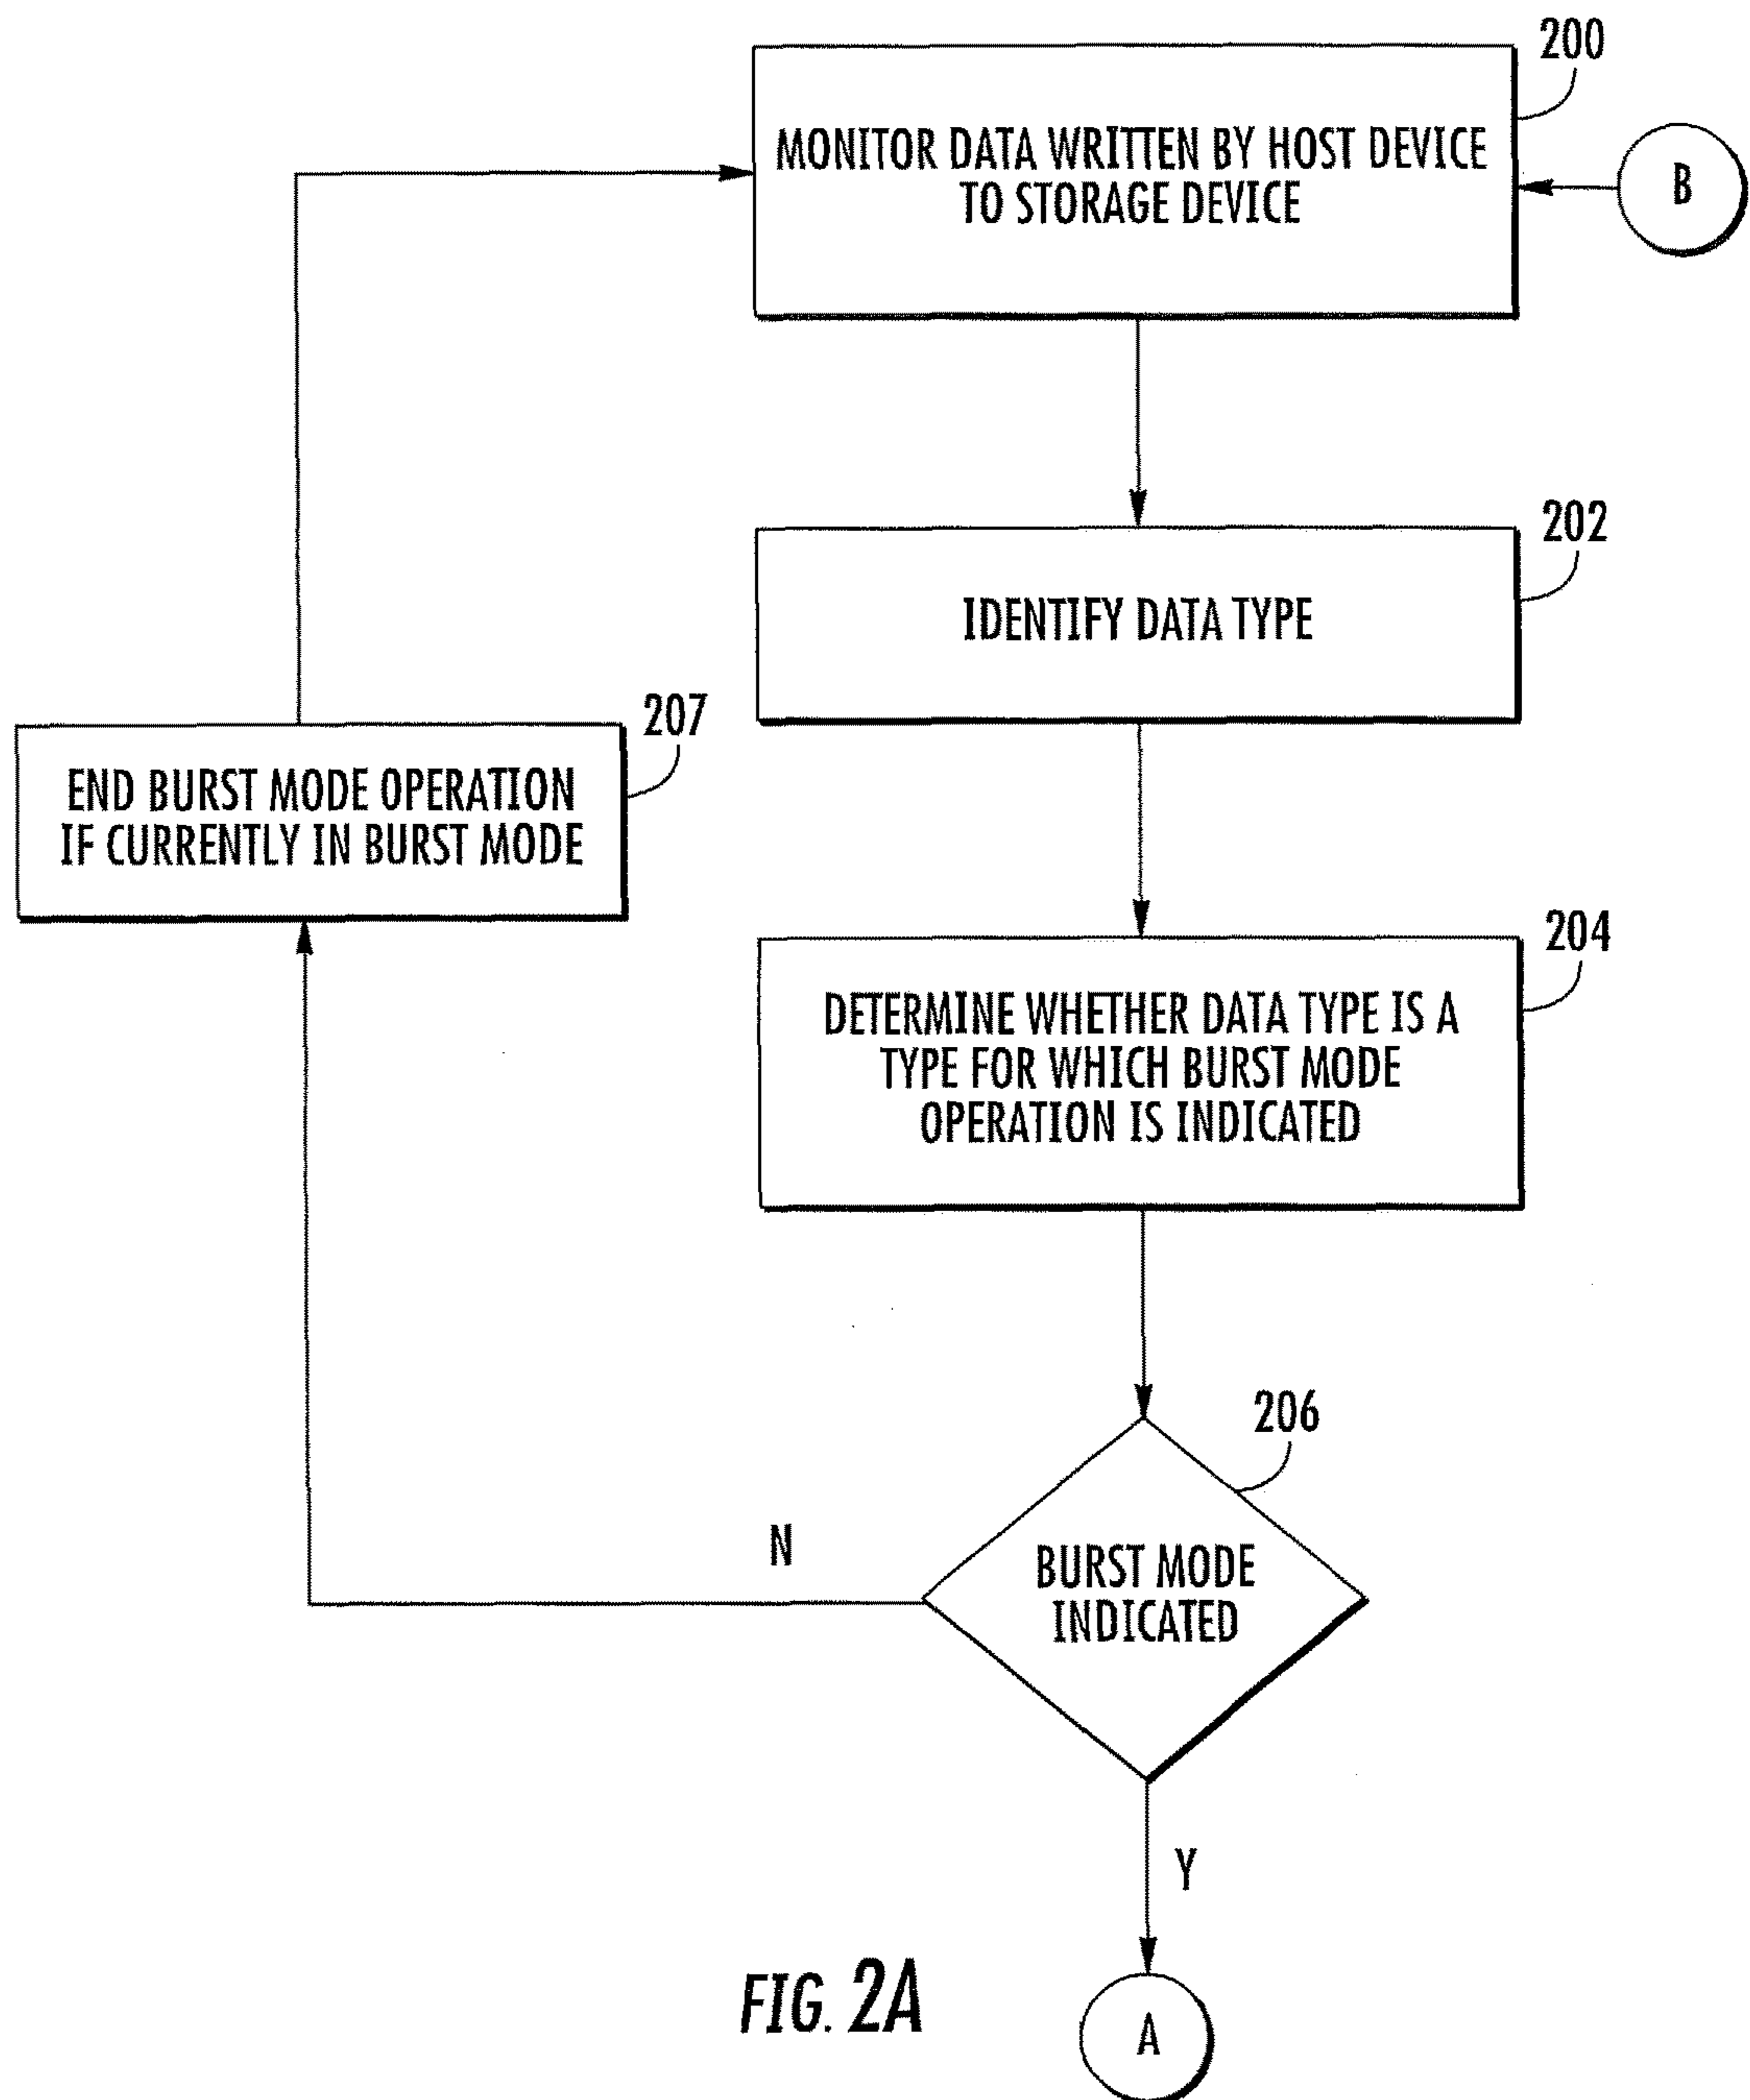 200
MONITOR DATA WRITTEN BY HOST DEVICE
TO STORAGE DEVICE
B
202
IDENTIFY DATA TYPE
207
END BURST MODE OPERATION
IF CURRENTLY IN BURST MODE
204
DETERMINE WHETHER DATA TYPE IS A
TYPE FOR WHICH BURST MODE
OPERATION IS INDICATED
206
BURST MODE
INDICATED
N
Y
A
FIG. 2A